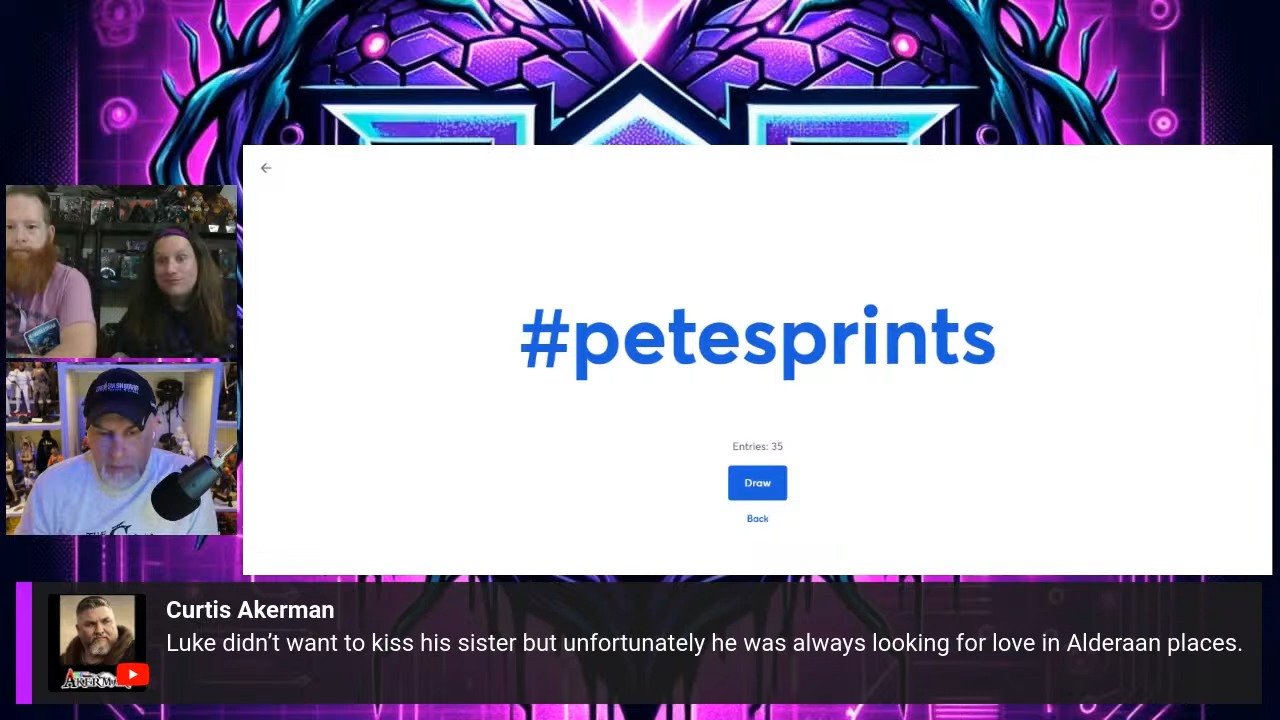 #petesprints
Entries: 35
Draw
Back
Curtis Akerman
Luke didn’t want to kiss his sister but unfortunately he was always looking for love in Alderaan places.